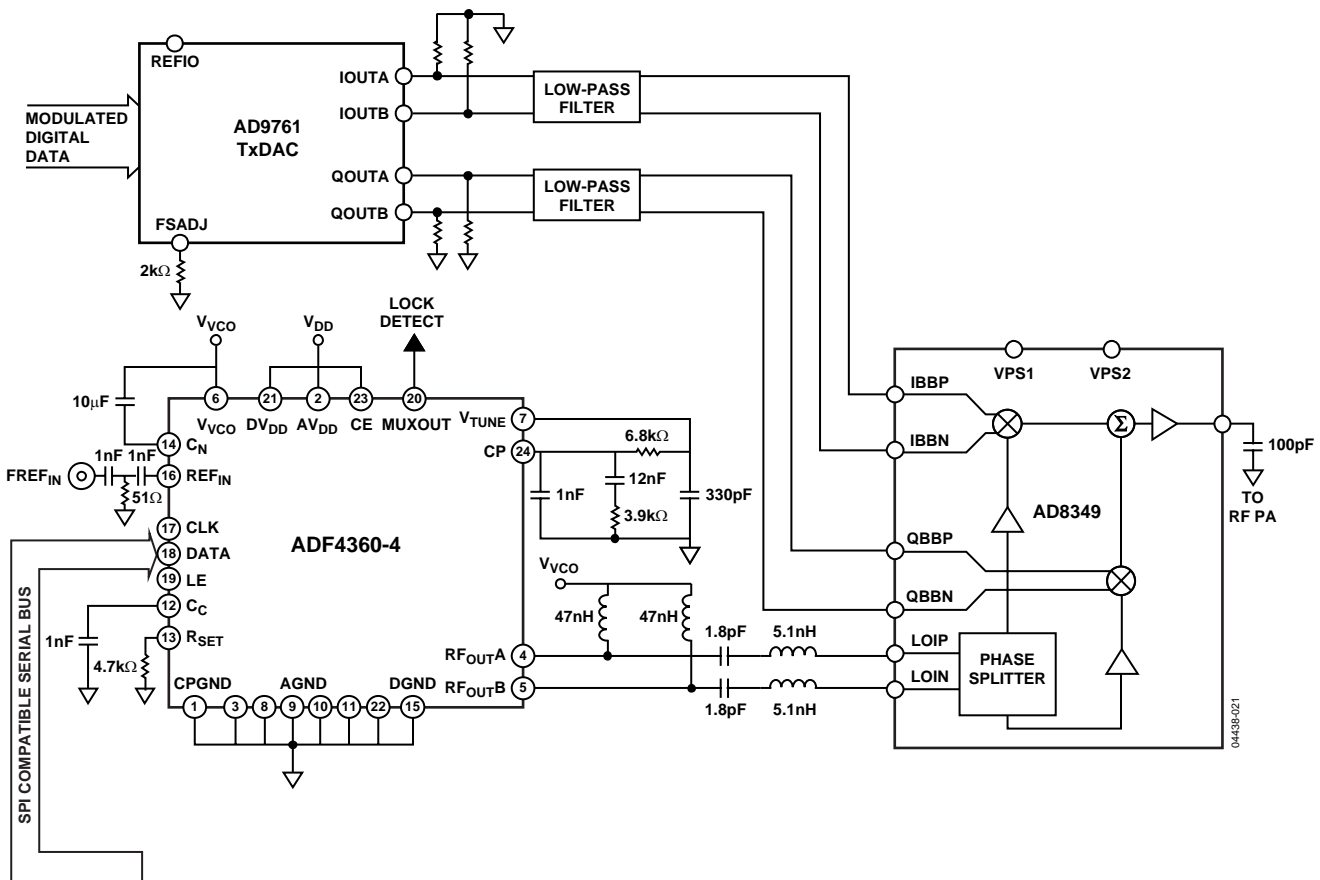 REFIO
IOUTA
IOUTB
QOUTA
QOUTB
MODULATED
DIGITAL
DATA
AD9761
TxDAC
FSADJ
2kΩ
LOW-PASS
FILTER
LOW-PASS
FILTER
LOCK
DETECT
VVCO
VDD
10µF
6
21
2
23
20
VVCO
DVDD
AVDD
CE
MUXOUT
VTUNE
7
CP
24
14
CN
1nF
1nF
FREFIN
16
REFIN
51Ω
17
CLK
18
DATA
19
LE
12
CC
13
RSET
1nF
4.7kΩ
ADF4360-4
6.8kΩ
12nF
1nF
330pF
3.9kΩ
VVCO
47nH
47nH
1.8pF
5.1nH
RFOUTA
4
RFOUTB
5
1.8pF
5.1nH
CPGND
AGND
DGND
1
3
8
9
10
11
22
15
SPI COMPATIBLE SERIAL BUS
VPS1
VPS2
IBBP
IBBN
QBBP
QBBN
LOIP
LOIN
Σ
AD8349
PHASE
SPLITTER
100pF
TO
RF PA
04438-021